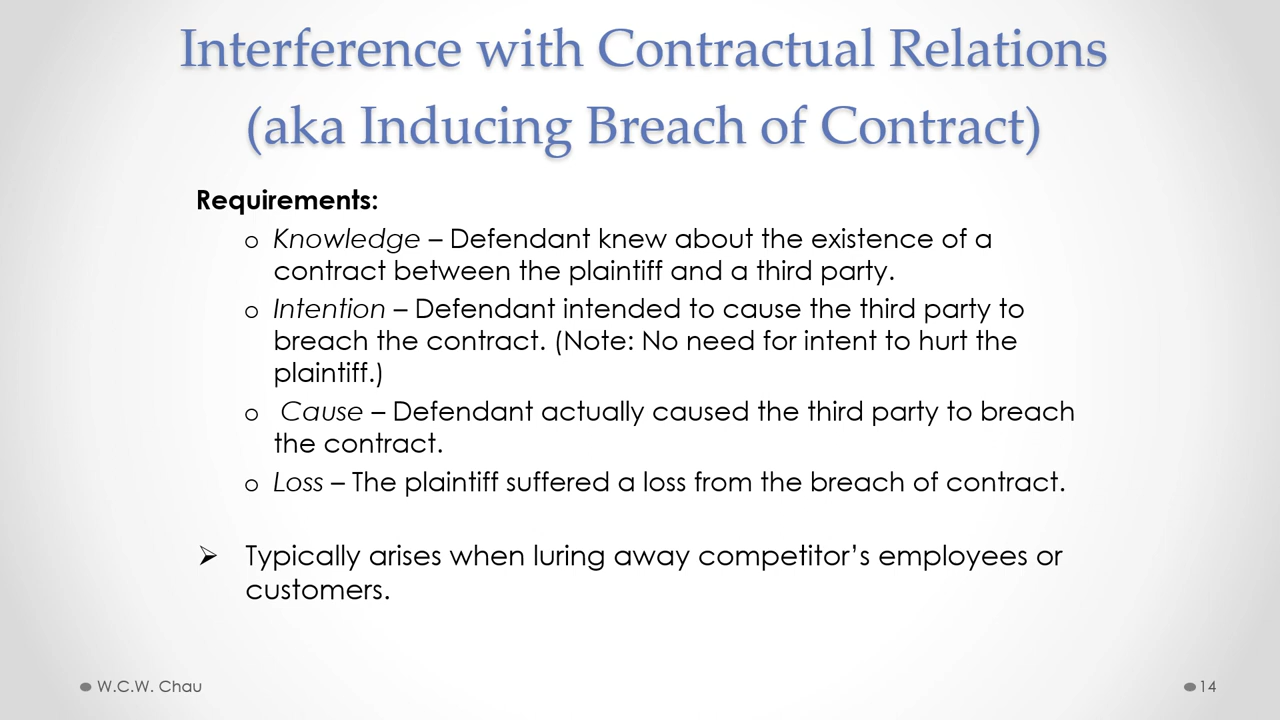 Interference with Contractual Relations
(aka Inducing Breach of Contract)
Requirements:
o Knowledge – Defendant knew about the existence of a
contract between the plaintiff and a third party.
o Intention – Defendant intended to cause the third party to
breach the contract. (Note: No need for intent to hurt the
plaintiff.)
o Cause – Defendant actually caused the third party to breach
the contract.
o Loss – The plaintiff suffered a loss from the breach of contract.
➢ Typically arises when luring away competitor’s employees or
customers.
● W.C.W. Chau
● 14